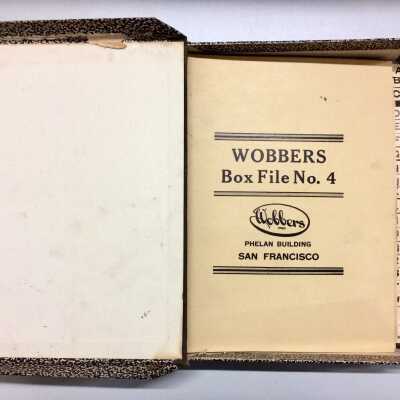 WOBBERS
Box File No. 4
Wobbers
PHELAN BUILDING
SAN FRANCISCO
A
B
C